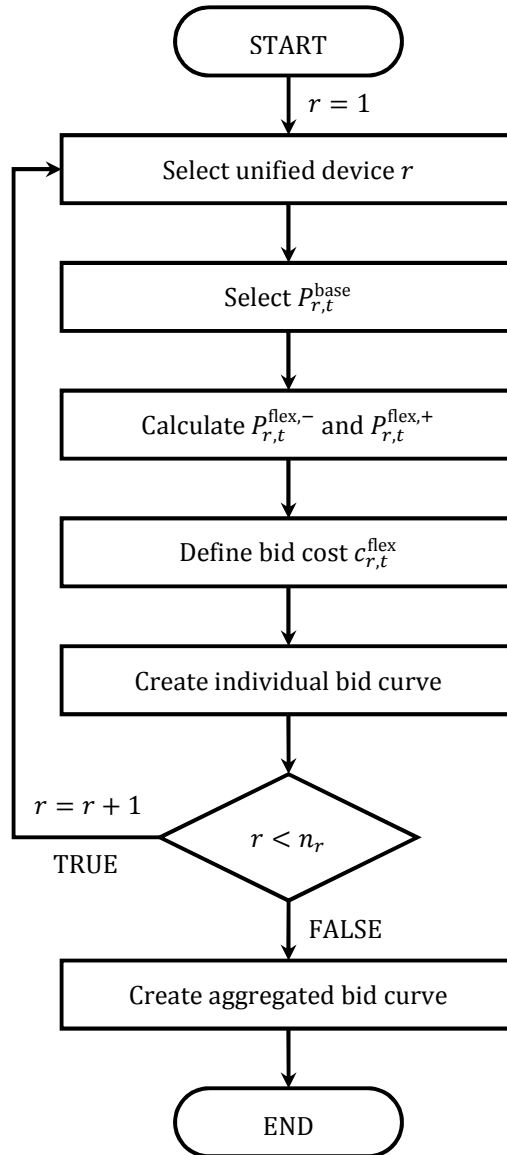 START
r = 1
Select unified device r
Select P_{r,t}^{base}
Calculate P_{r,t}^{flex,−} and P_{r,t}^{flex,+}
Define bid cost c_{r,t}^{flex}
Create individual bid curve
r = r + 1
r < n_r
TRUE
FALSE
Create aggregated bid curve
END